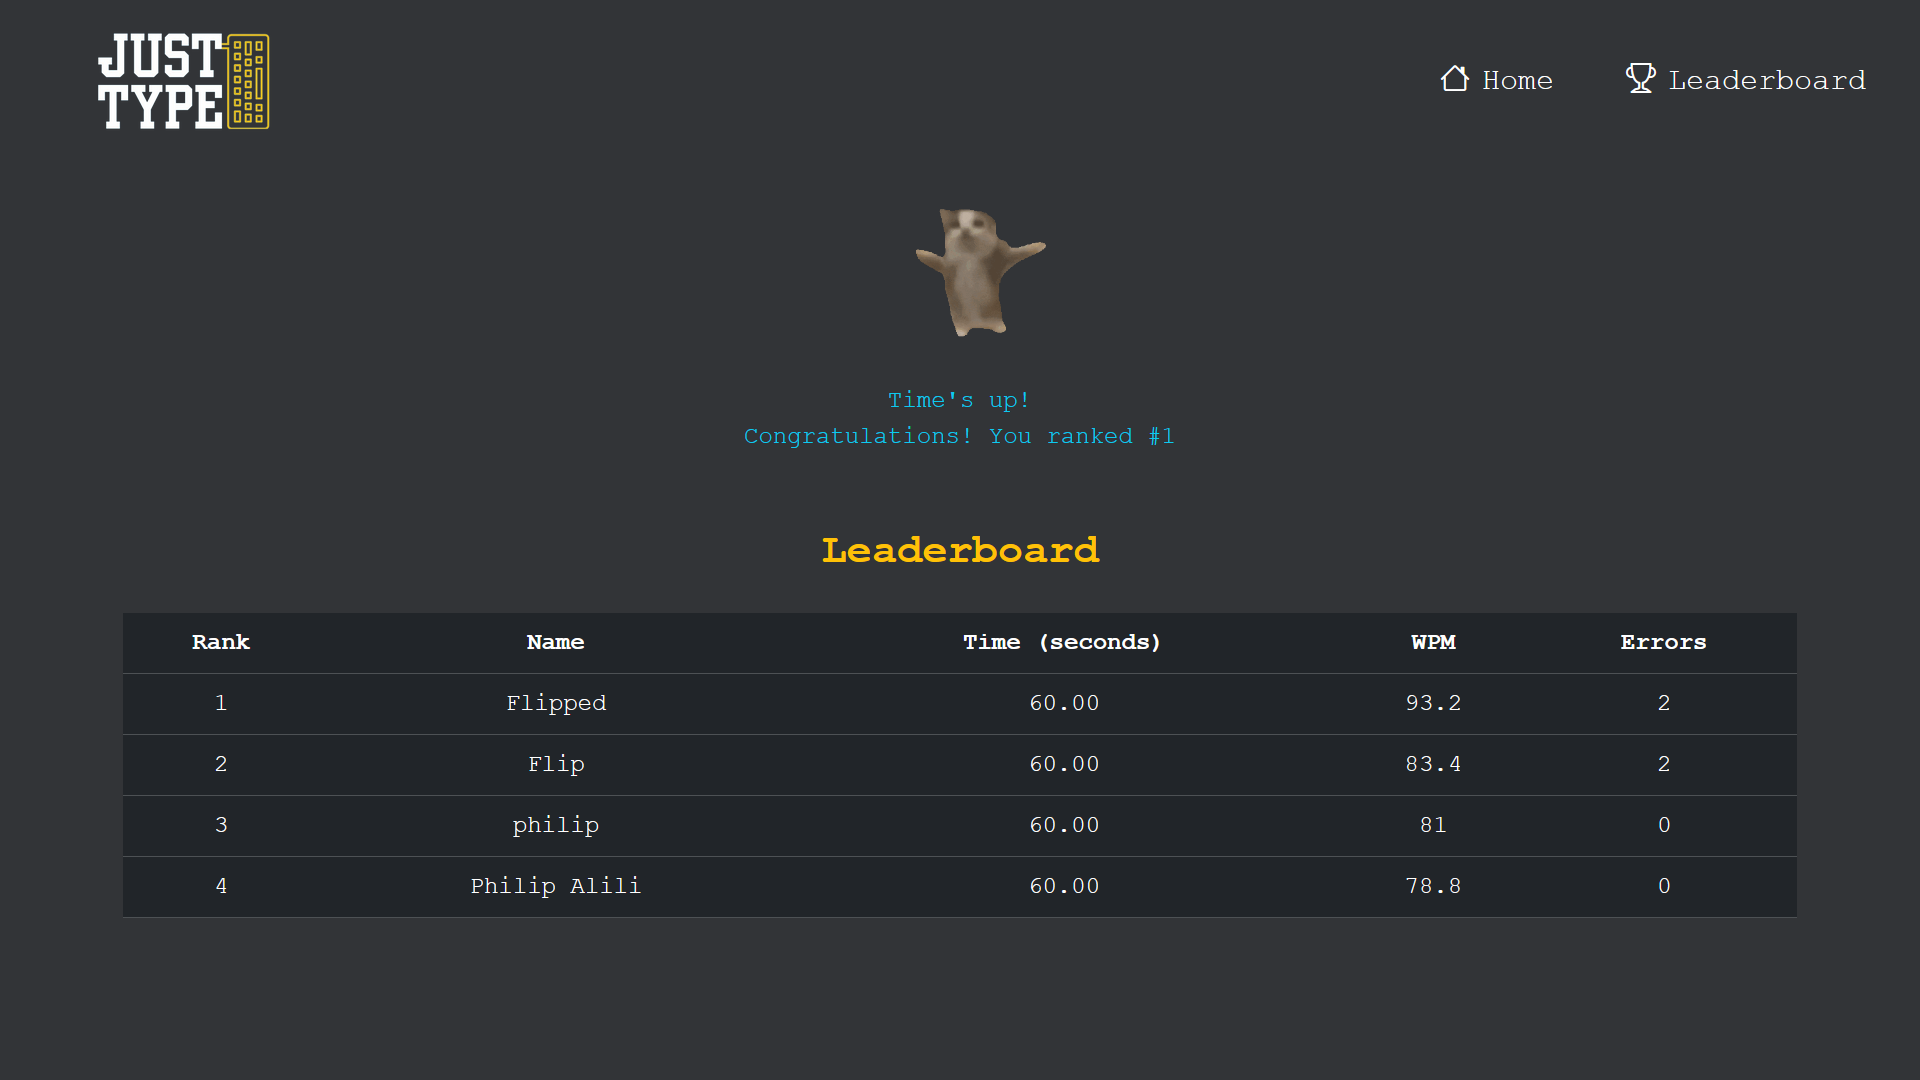 JUST
TYPE
Home Leaderboard
Time's up!
Congratulations! You ranked #1
Leaderboard
Rank Name Time (seconds) WPM Errors
1 Flipped 60.00 93.2 2
2 Flip 60.00 83.4 2
3 philip 60.00 81 0
4 Philip Alili 60.00 78.8 0